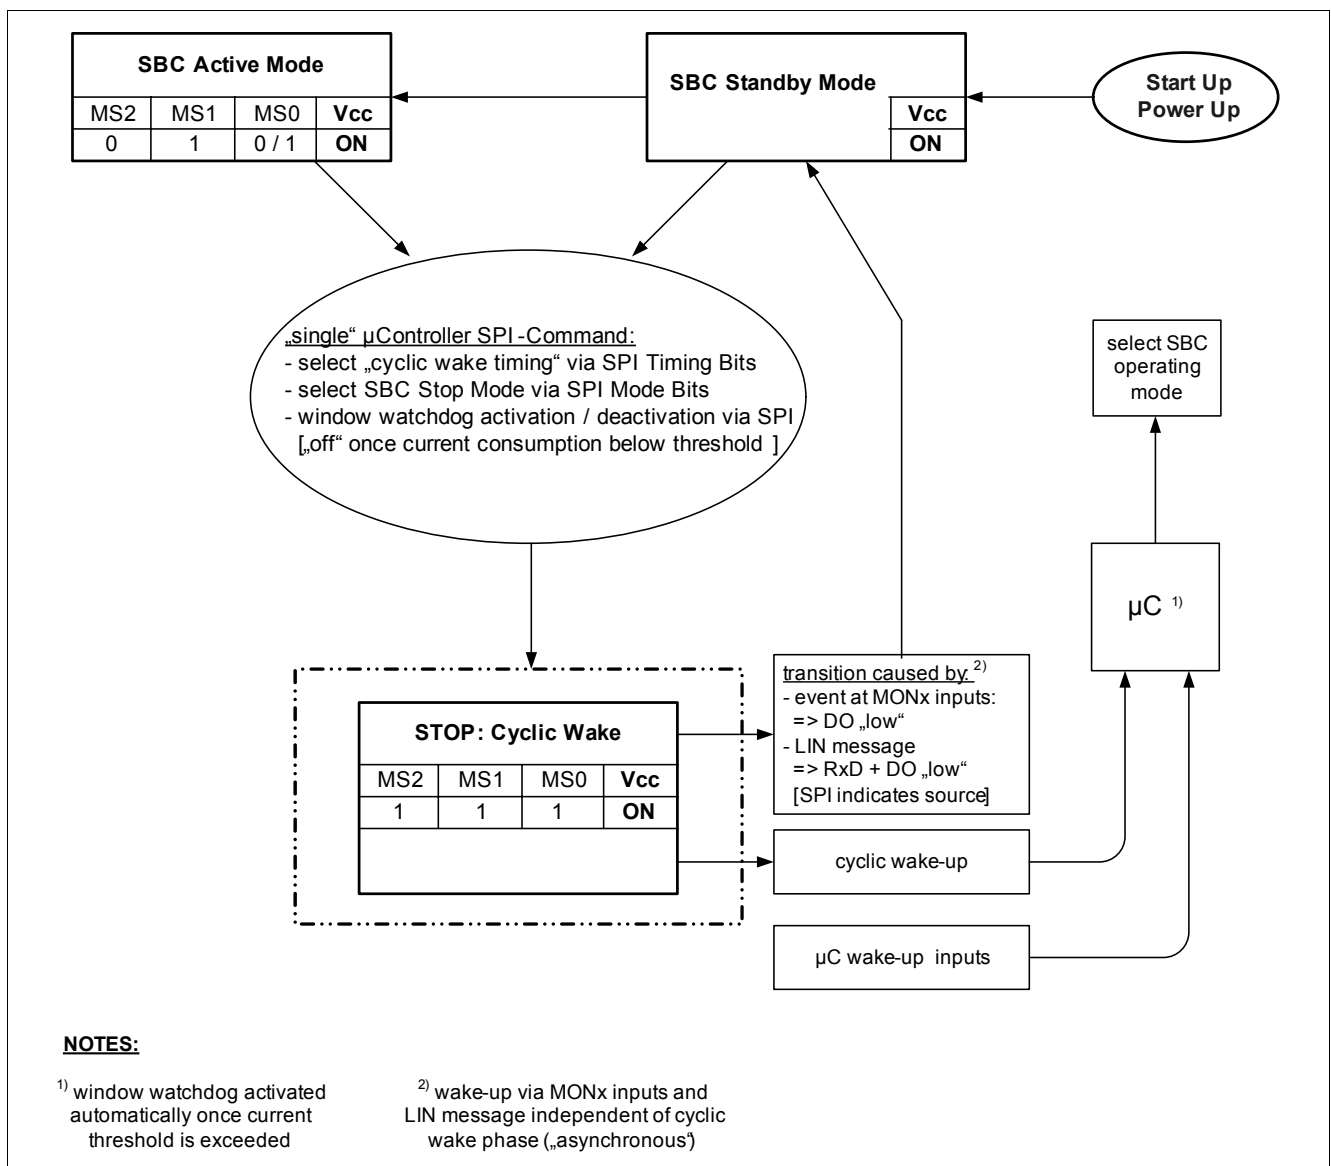 SBC Active Mode
MS2 MS1 MS0 Vcc
0 1 0 / 1 ON
SBC Standby Mode
Vcc
ON
Start Up
Power Up
„single“ µController SPI -Command:
- select „cyclic wake timing“ via SPI Timing Bits
- select SBC Stop Mode via SPI Mode Bits
- window watchdog activation / deactivation via SPI
[„off“ once current consumption below threshold ]
select SBC
operating
mode
µC 1)
STOP: Cyclic Wake
MS2 MS1 MS0 Vcc
1 1 1 ON
transition caused by: 2)
- event at MONx inputs:
=> DO „low“
- LIN message
=> RxD + DO „low“
[SPI indicates source]
cyclic wake-up
µC wake-up inputs
NOTES:
1) window watchdog activated
automatically once current
threshold is exceeded
2) wake-up via MONx inputs and
LIN message independent of cyclic
wake phase („asynchronous“)